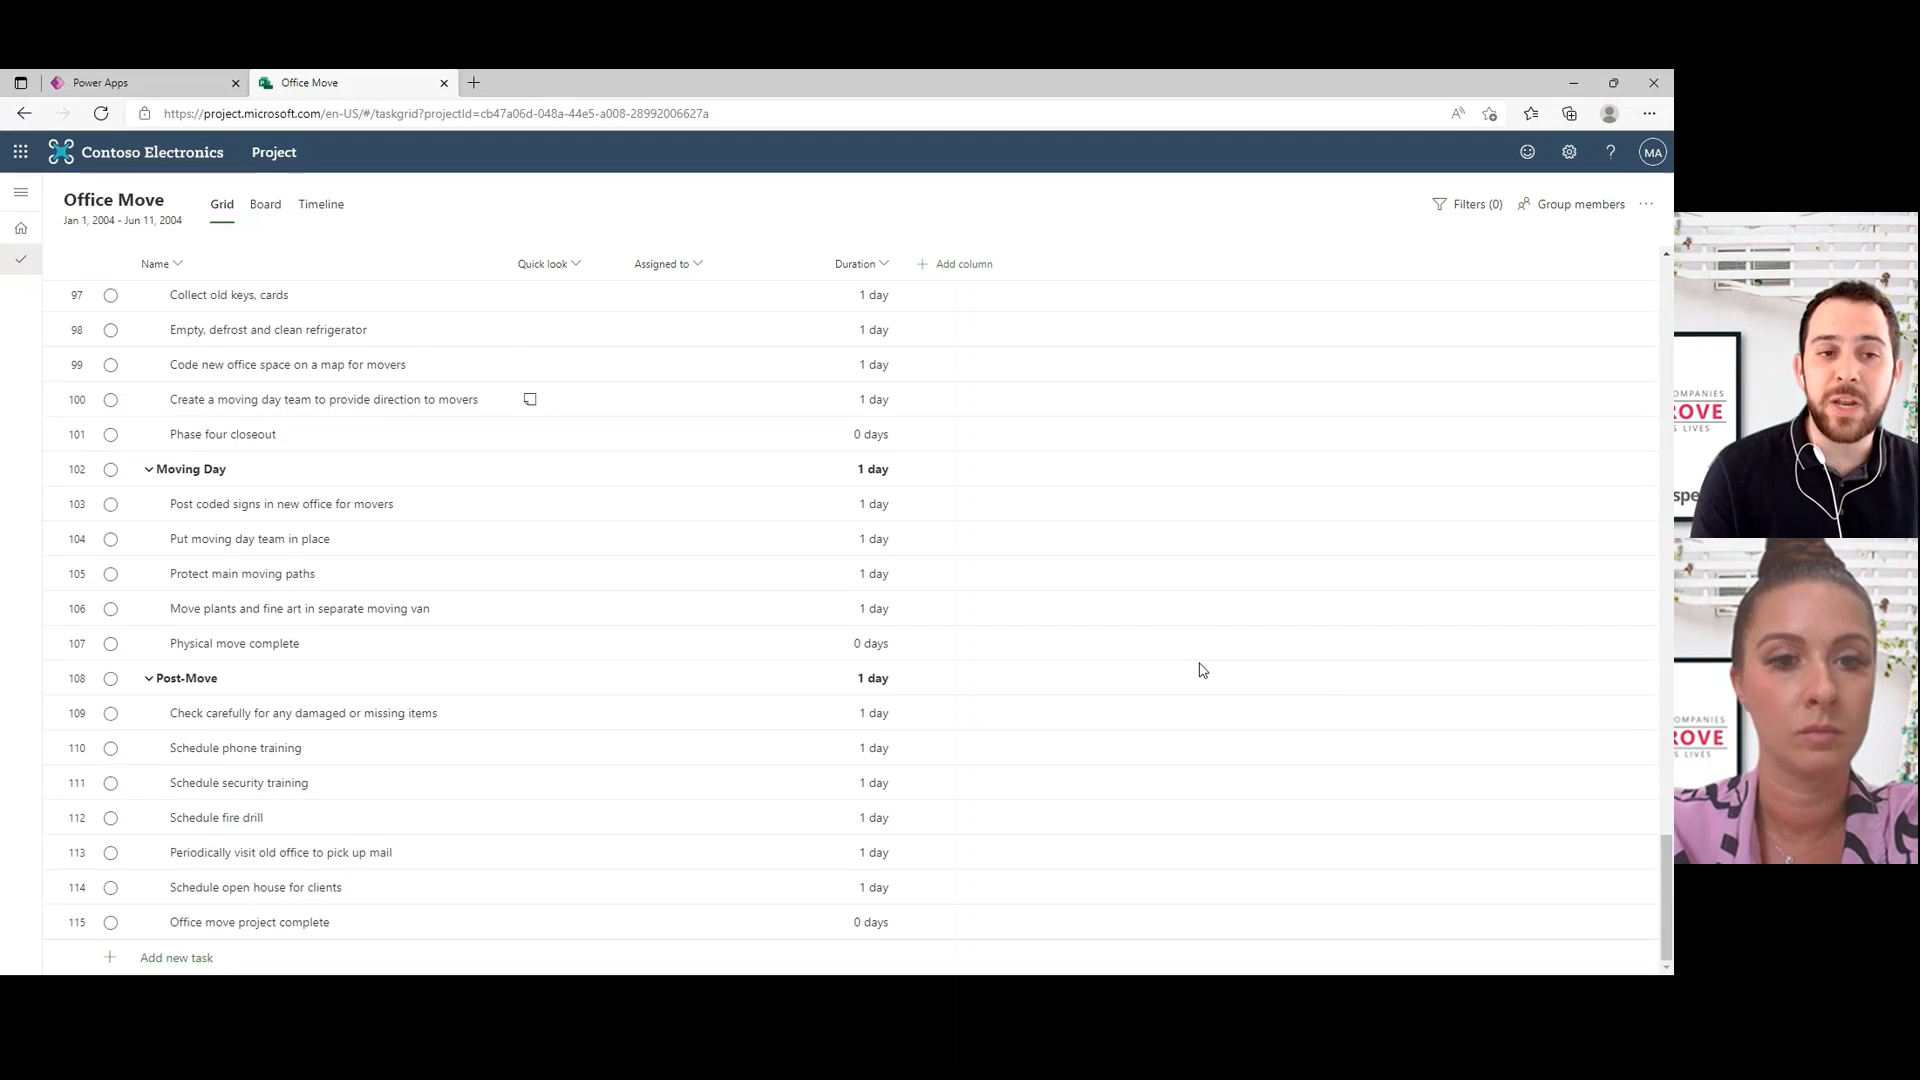 Power Apps
Office Move
https://project.microsoft.com/en-US/#/taskgrid?projectId=cb47a06d-048a-44e5-a008-28992006627a
Contoso Electronics Project
MA
Office Move
Jan 1, 2004 - Jun 11, 2004
Grid Board Timeline
Filters (0) Group members
Name Quick look Assigned to Duration Add column
97 Collect old keys, cards 1 day
98 Empty, defrost and clean refrigerator 1 day
99 Code new office space on a map for movers 1 day
100 Create a moving day team to provide direction to movers 1 day
101 Phase four closeout 0 days
102 Moving Day 1 day
103 Post coded signs in new office for movers 1 day
104 Put moving day team in place 1 day
105 Protect main moving paths 1 day
106 Move plants and fine art in separate moving van 1 day
107 Physical move complete 0 days
108 Post-Move 1 day
109 Check carefully for any damaged or missing items 1 day
110 Schedule phone training 1 day
111 Schedule security training 1 day
112 Schedule fire drill 1 day
113 Periodically visit old office to pick up mail 1 day
114 Schedule open house for clients 1 day
115 Office move project complete 0 days
Add new task
OMPANIES
ROVE
S LIVES
spe
OMPANIES
ROVE
S LIVES